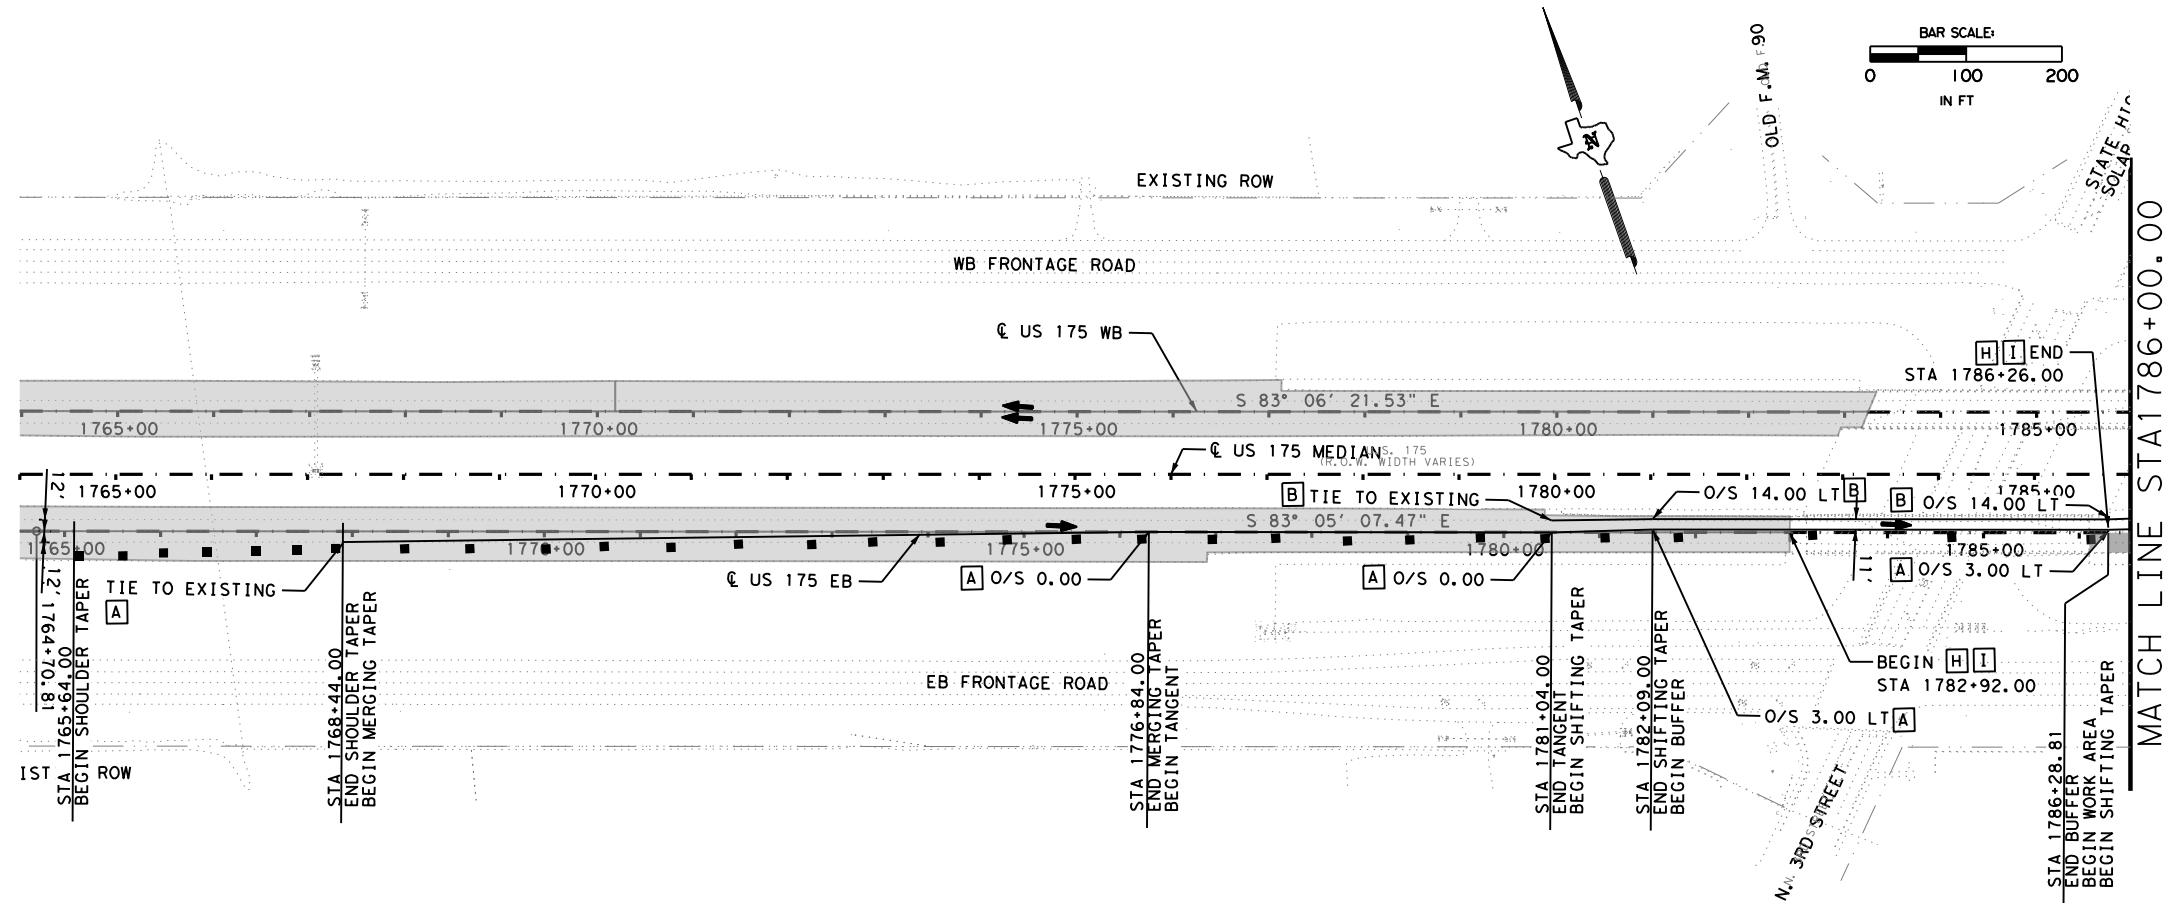 BAR SCALE:
0 100 200
IN FT
OLD F.M. 90
STATE HI
EXISTING ROW
WB FRONTAGE ROAD
℄ US 175 WB
H I END
STA 1786+26.00
S 83° 06' 21.53" E
1765+00 1770+00 1775+00 1780+00 1785+00
℄ US 175 MEDIAN
U.S. 175
(R.O.W. WIDTH VARIES)
1765+00 1770+00 1775+00 1780+00 1785+00
B TIE TO EXISTING
O/S 14.00 LT B
B O/S 14.00 LT
S 83° 05' 07.47" E
1765+00 1770+00 1775+00 1780+00 1785+00
12'
12'
11'
TIE TO EXISTING
A
℄ US 175 EB
A O/S 0.00
A O/S 0.00
A O/S 3.00 LT
1764+70.81
STA 1765+94.00
BEGIN SHOULDER TAPER
STA 1768+44.00
END SHOULDER TAPER
BEGIN MERGING TAPER
STA 1776+84.00
END MERGING TAPER
BEGIN TANGENT
STA 1781+04.00
END TANGENT
BEGIN SHIFTING TAPER
STA 1782+09.00
END SHIFTING TAPER
BEGIN BUFFER
BEGIN H I
STA 1782+92.00
O/S 3.00 LT A
EB FRONTAGE ROAD
IST ROW
N. 3RD STREET
STA 1786+28.81
END BUFFER
BEGIN WORK AREA
BEGIN SHIFTING TAPER
MATCH LINE STA 1786+00.00